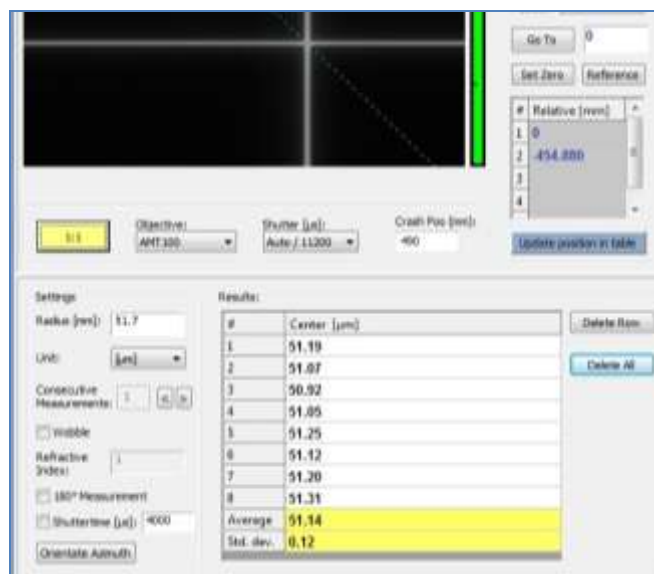 Go To 0
Set Zero Reference
# Relative [mm]
1 0
2 -454.880
3
4
Update position in table
1:1
Objective:
AMT100
Shutter [µs]:
Auto / 11200
Crash Pos [mm]:
490
Settings
Radius [mm]: 51.7
Unit: [µm]
Consecutive
Measurements: 1 < >
Wobble
Refractive
Index: 1
180° Measurement
Shuttertime [µs]: 4000
Orientate Azimuth
Results:
# Center [µm]
1 51.19
2 51.07
3 50.92
4 51.05
5 51.25
6 51.12
7 51.20
8 51.31
Average 51.14
Std. dev. 0.12
Delete Row
Delete All